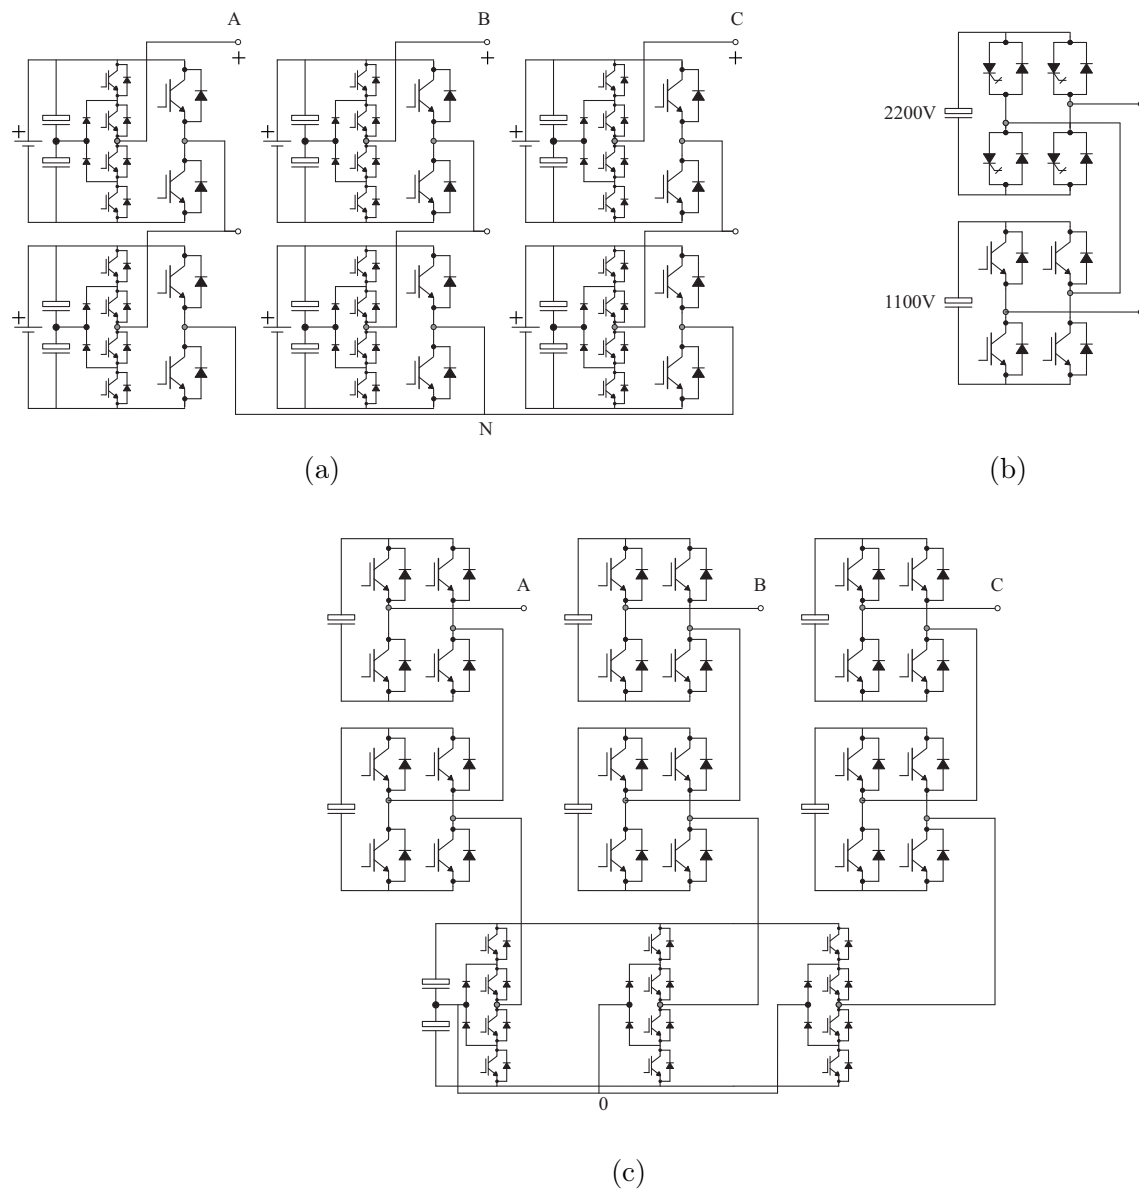 A B C
+ + +
+ + +
+ + +
N
(a)
2200V
1100V
(b)
A B C
0
(c)